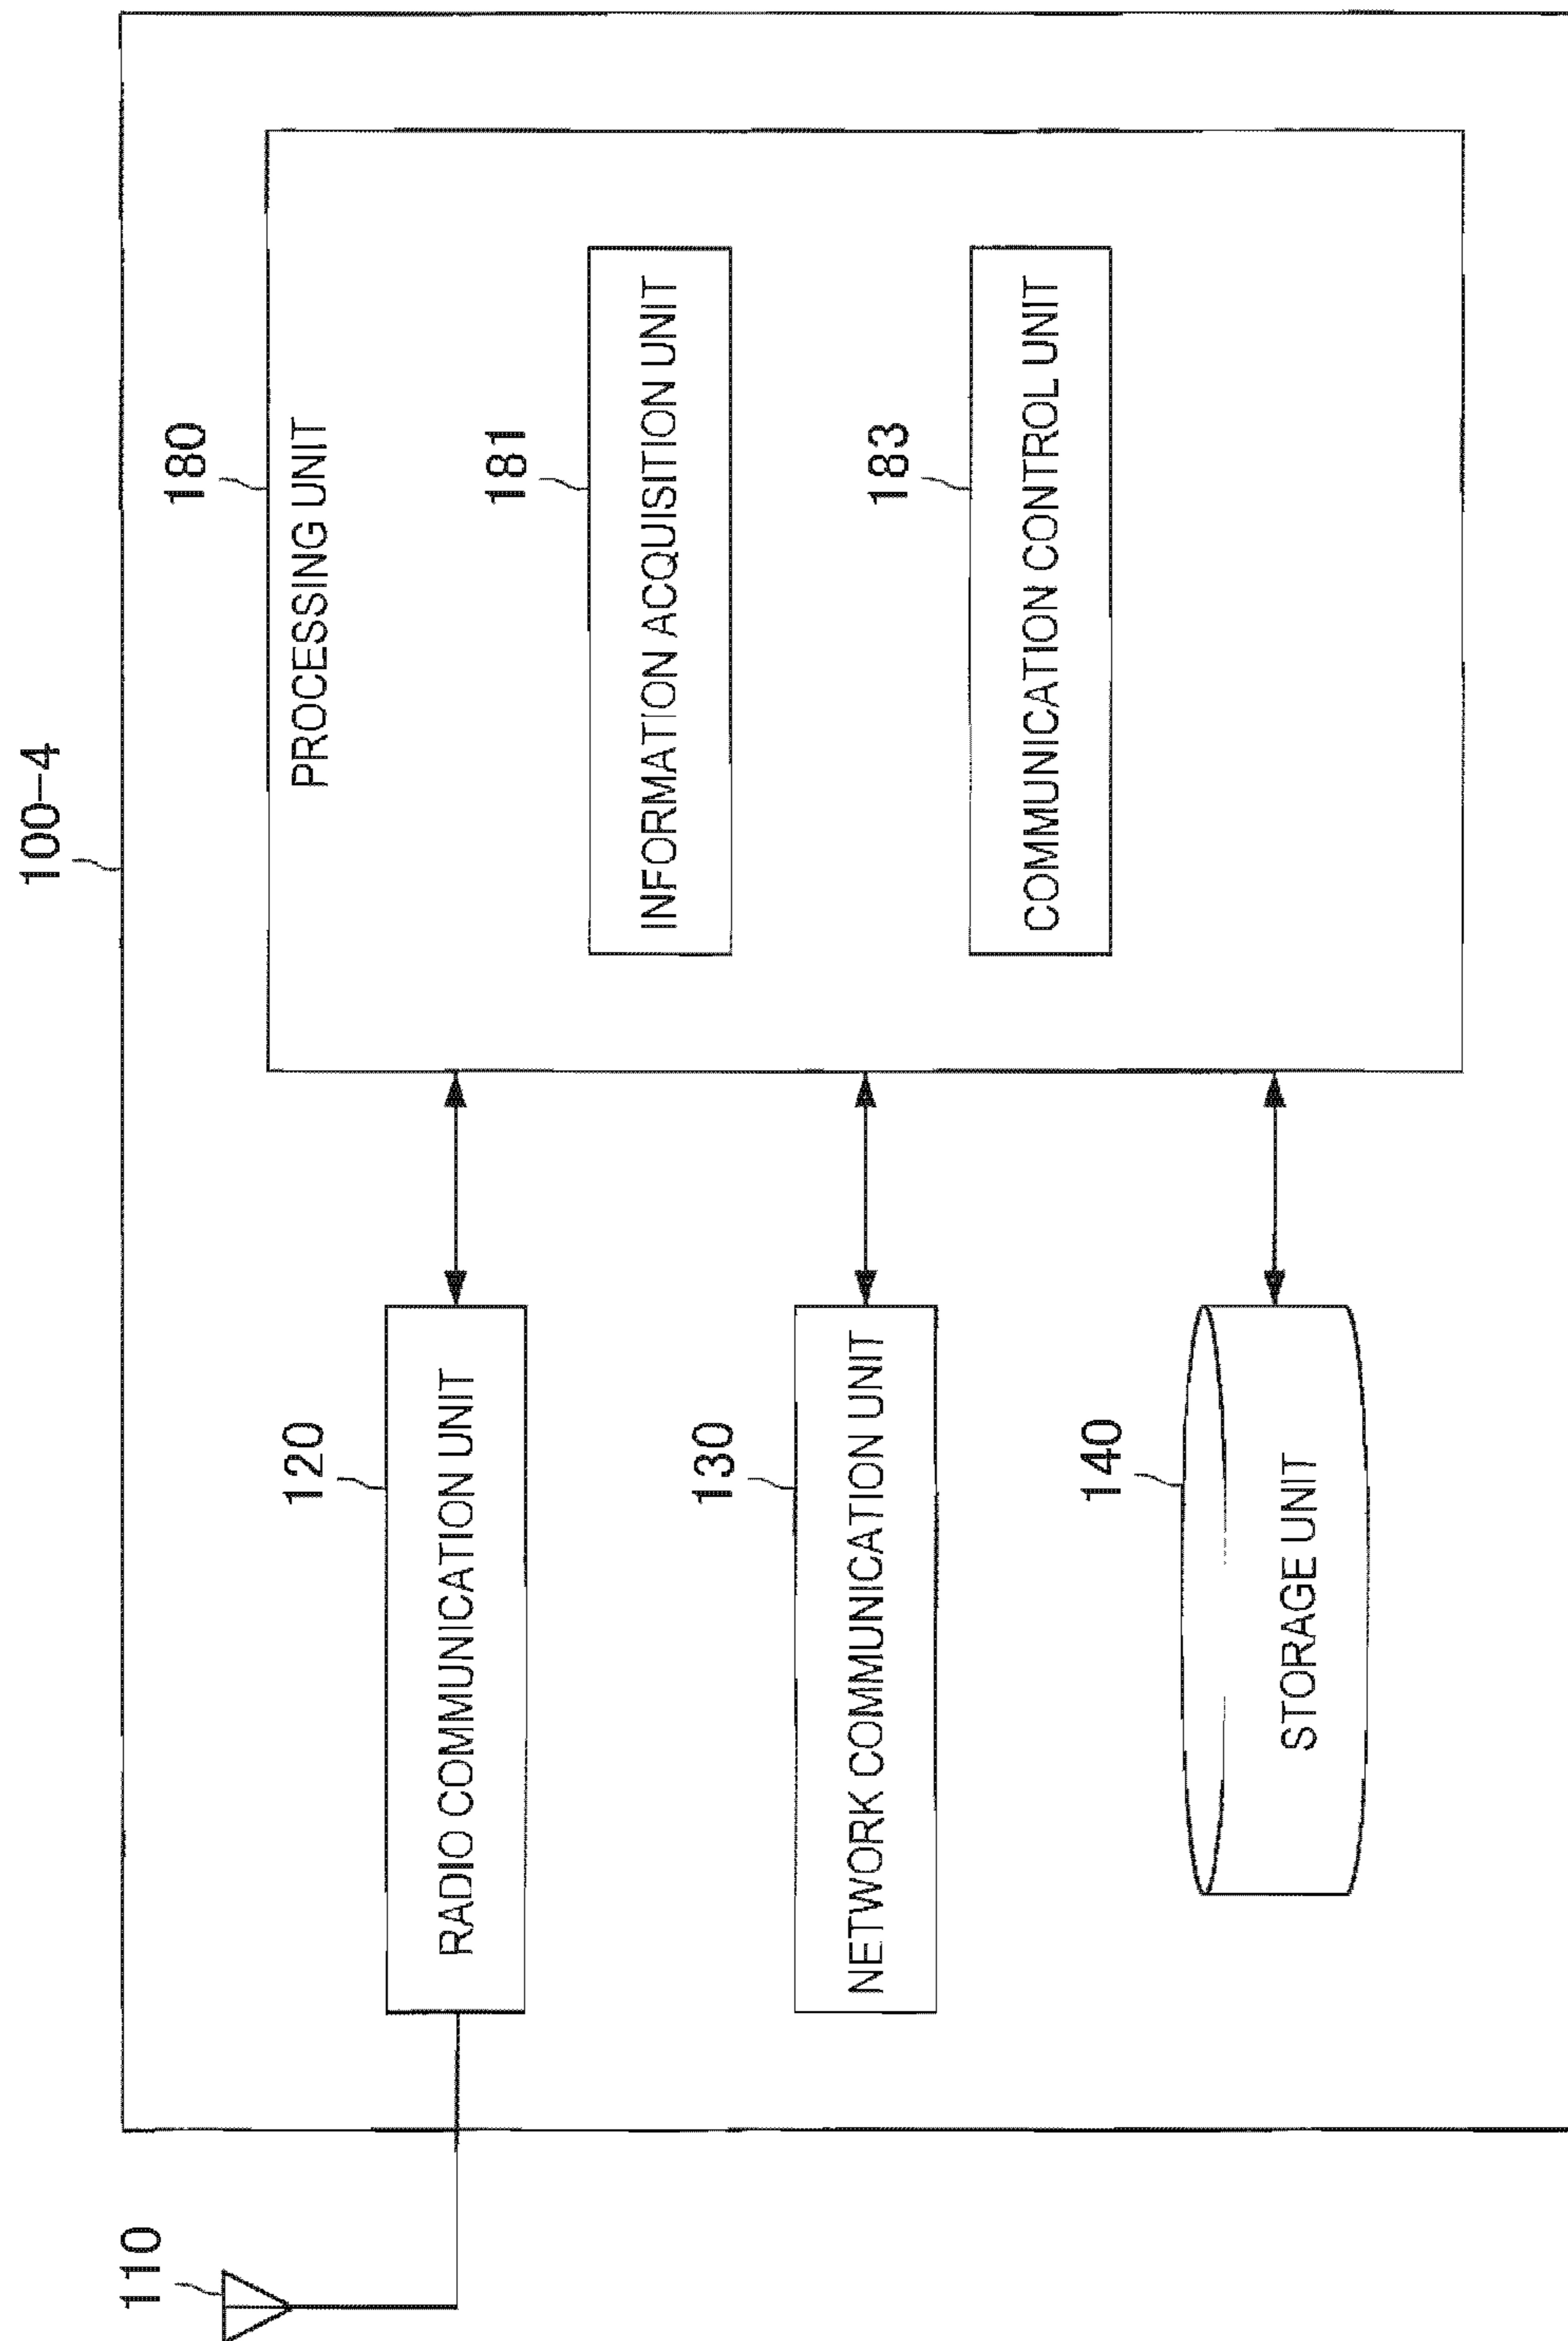 100-4
110
120
RADIO COMMUNICATION UNIT
180
PROCESSING UNIT
181
INFORMATION ACQUISITION UNIT
130
NETWORK COMMUNICATION UNIT
183
COMMUNICATION CONTROL UNIT
140
STORAGE UNIT